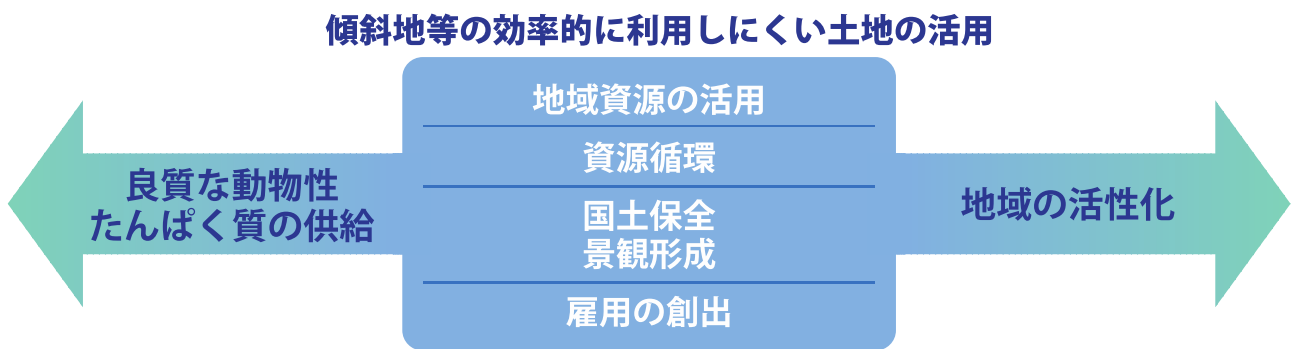 傾斜地等の効率的に利用しにくい土地の活用
地域資源の活用
資源循環
国土保全
景観形成
雇用の創出
良質な動物性
たんぱく質の供給
地域の活性化